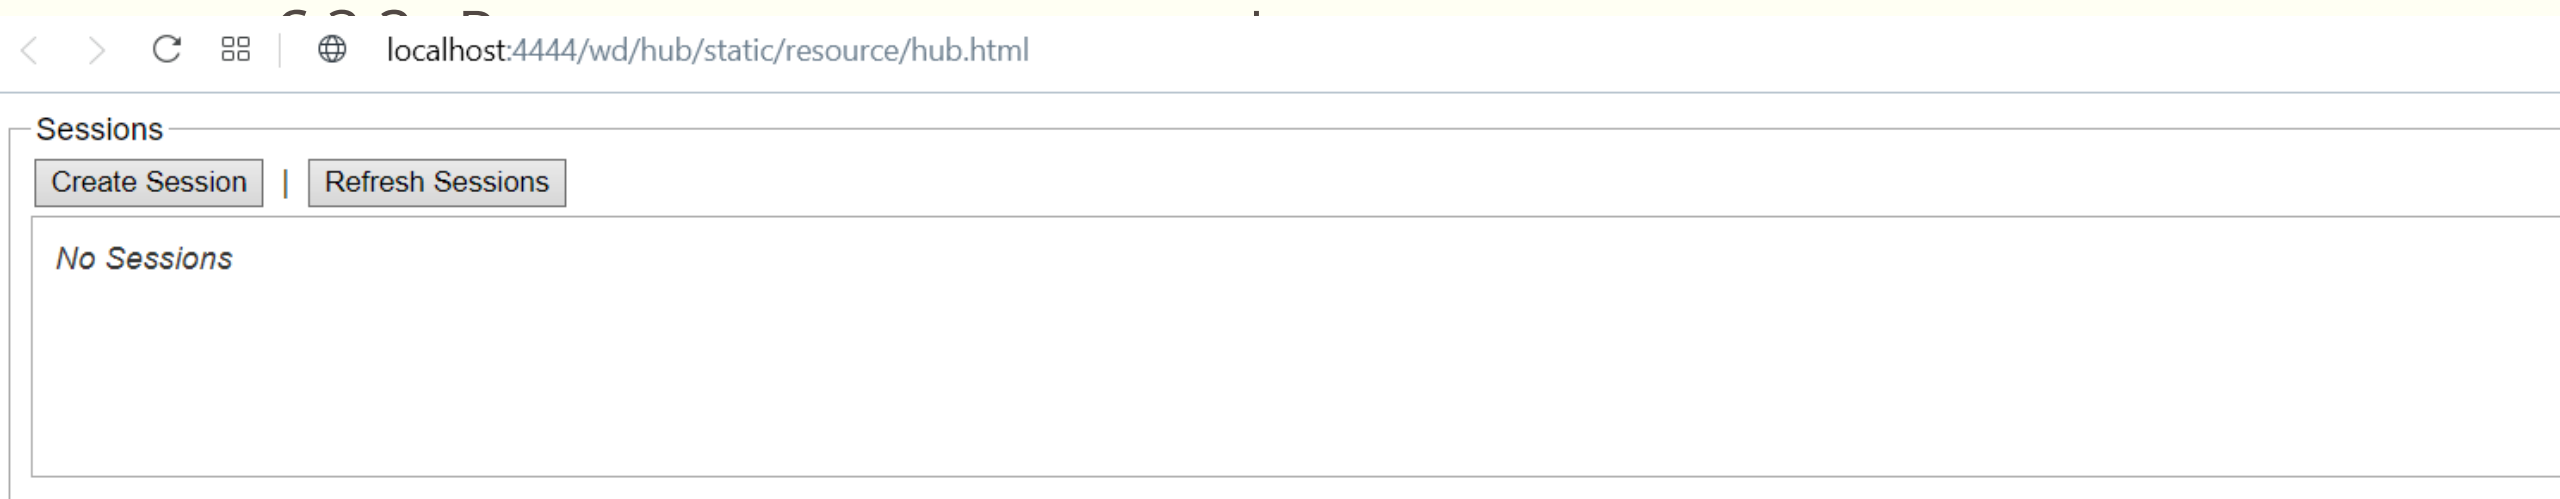 localhost:4444/wd/hub/static/resource/hub.html
Sessions
Create Session | Refresh Sessions
No Sessions